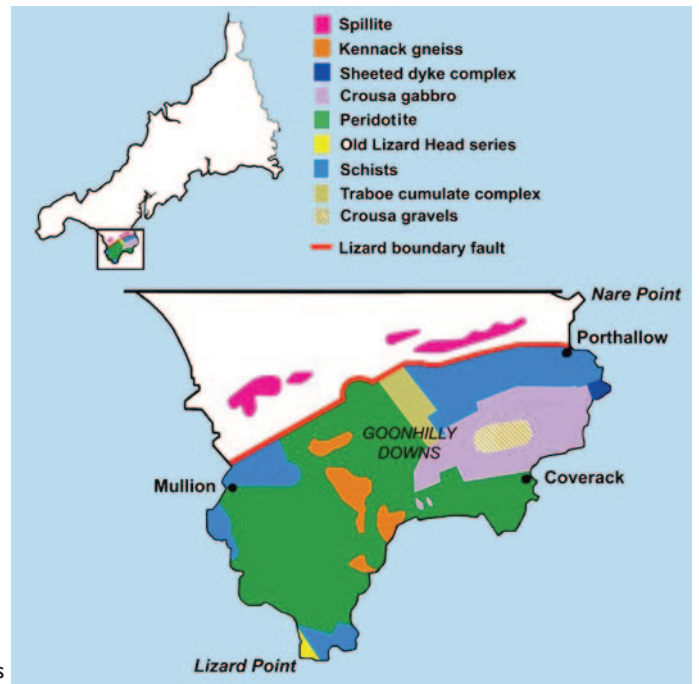 Spillite
Kennack gneiss
Sheeted dyke complex
Crousa gabbro
Peridotite
Old Lizard Head series
Schists
Traboe cumulate complex
Crousa gravels
Lizard boundary fault
Nare Point
Porthallow
GOONHILLY
DOWNS
Mullion
Coverack
Lizard Point
s